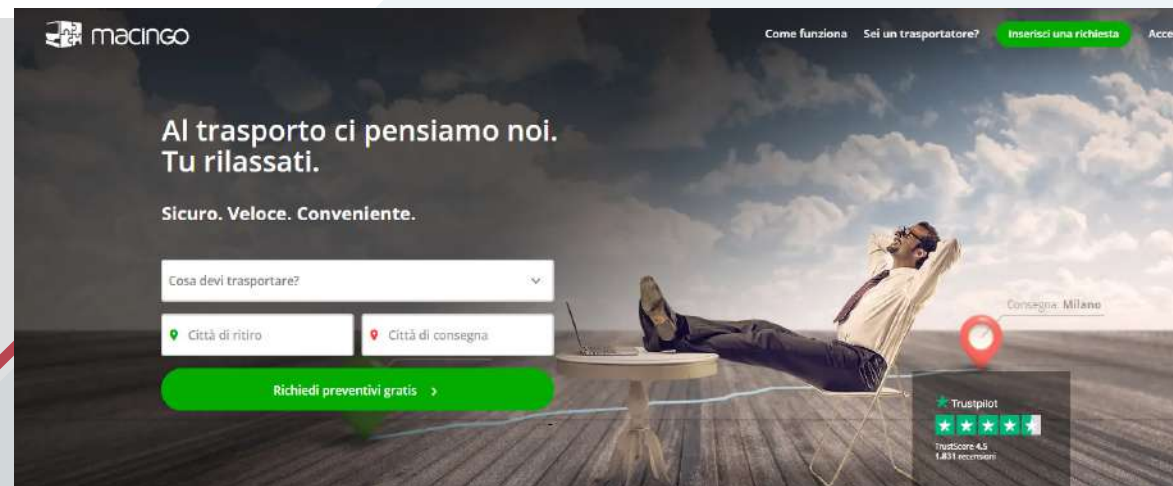 macingo
Come funziona Sei un trasportatore? Inserisci una richiesta Acce
Al trasporto ci pensiamo noi.
Tu rilassati.
Sicuro. Veloce. Conveniente.
Cosa devi trasportare?
Città di ritiro Città di consegna
Richiedi preventivi gratis
Consegna: Milano
Trustpilot
TrustScore 4.5
1.831 recensioni